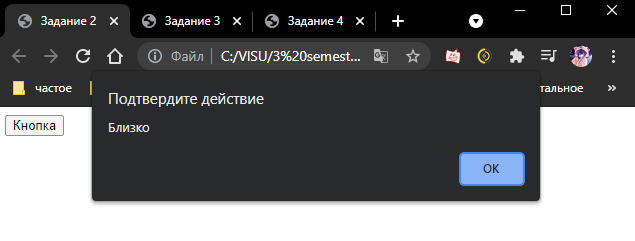 Задание 2
Задание 3
Задание 4
Файл
C:/VISU/3%20semest...
частое
тальное
Подтвердите действие
Близко
Кнопка
OK